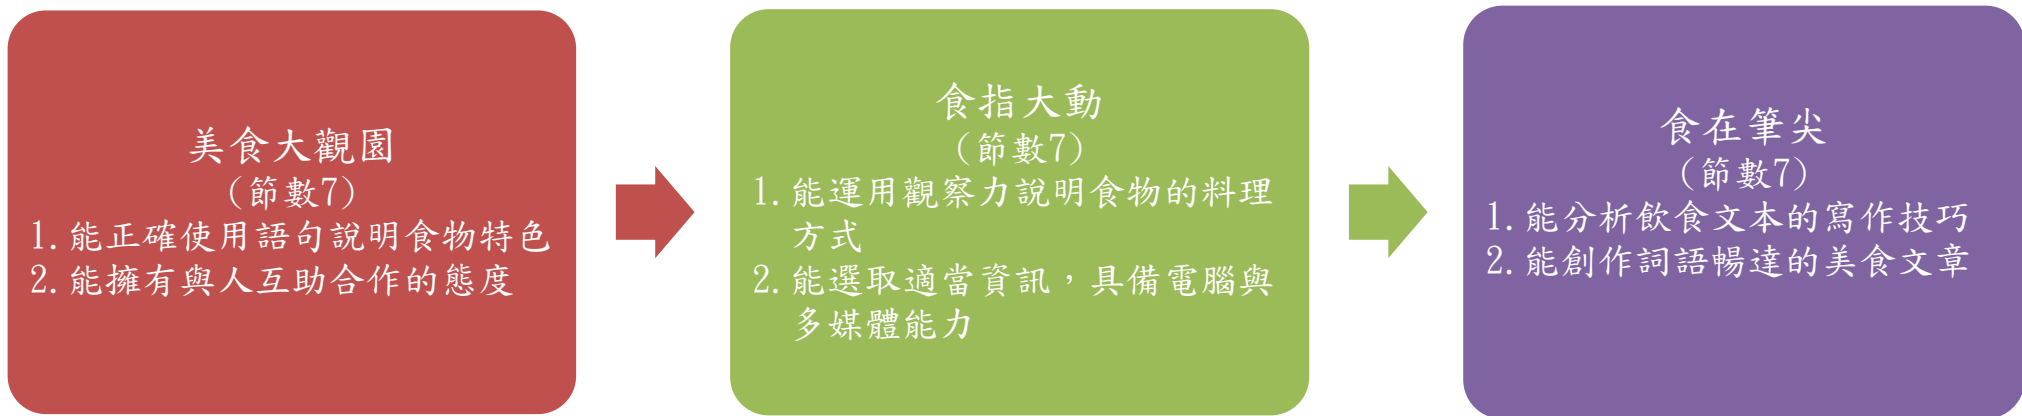 美食大觀園
(節數7)
1.能正確使用語句說明食物特色
2.能擁有與人互助合作的態度
食指大動
(節數7)
1.能運用觀察力說明食物的料理
方式
2.能選取適當資訊，具備電腦與
多媒體能力
食在筆尖
(節數7)
1.能分析飲食文本的寫作技巧
2.能創作詞語暢達的美食文章